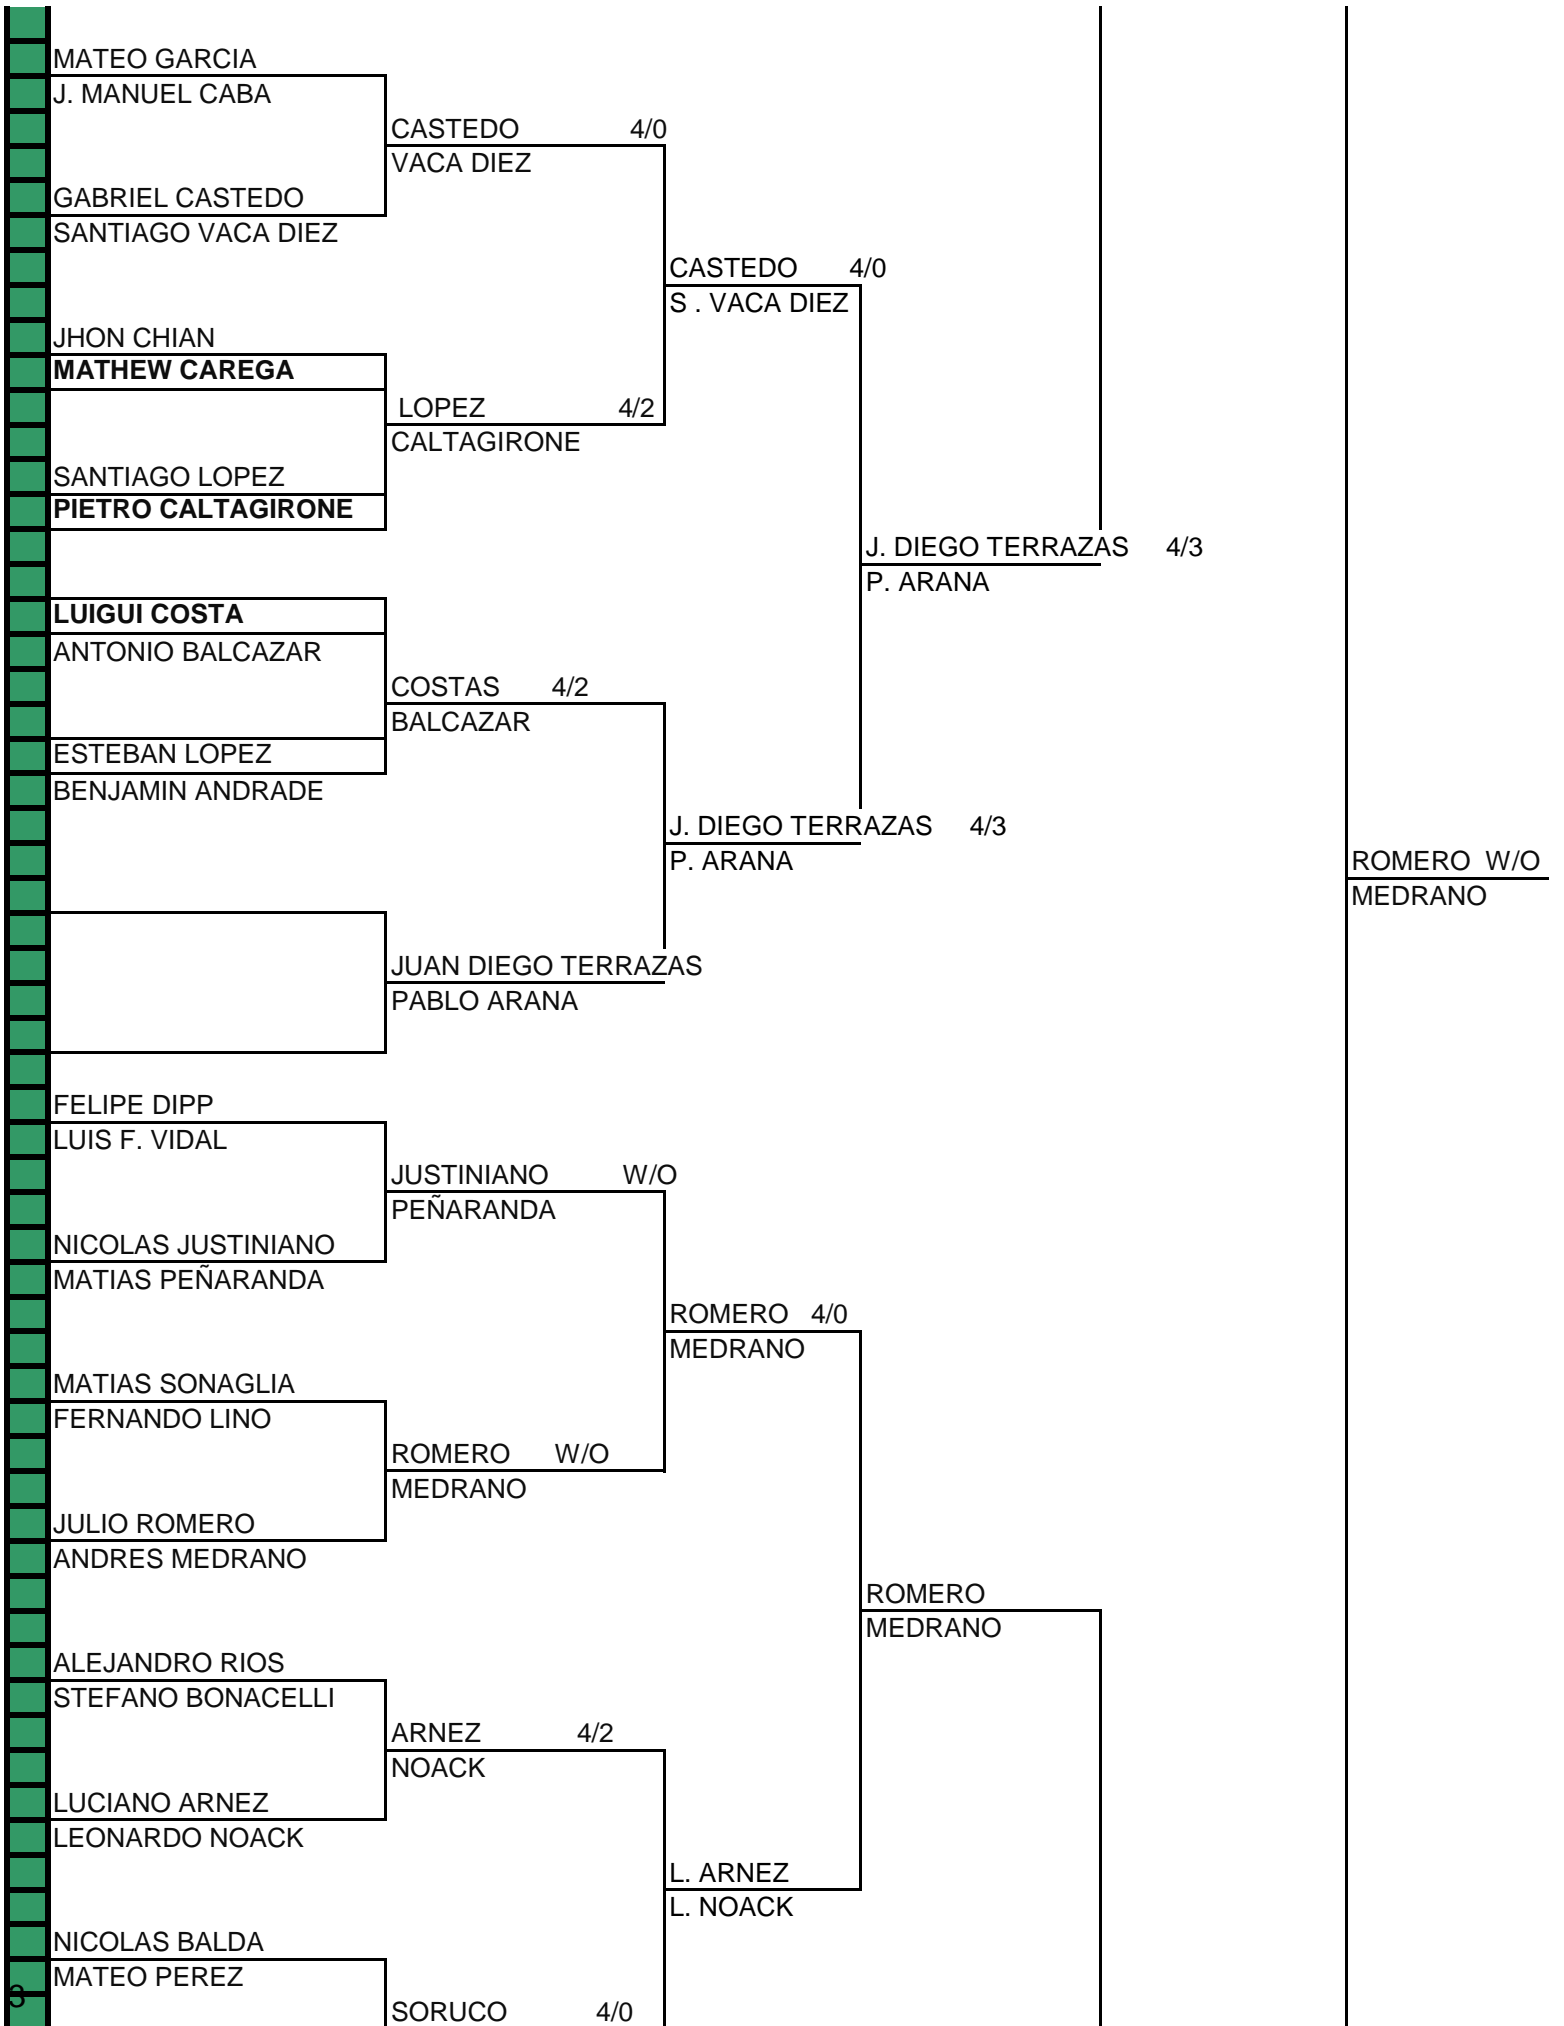 MATEO GARCIA
J. MANUEL CABA
CASTEDO 4/0
VACA DIEZ
GABRIEL CASTEDO
SANTIAGO VACA DIEZ
CASTEDO 4/0
S . VACA DIEZ
JHON CHIAN
MATHEW CAREGA
LOPEZ 4/2
CALTAGIRONE
SANTIAGO LOPEZ
PIETRO CALTAGIRONE
J. DIEGO TERRAZAS 4/3
P. ARANA
LUIGUI COSTA
ANTONIO BALCAZAR
COSTAS 4/2
BALCAZAR
ESTEBAN LOPEZ
BENJAMIN ANDRADE
J. DIEGO TERRAZAS 4/3
P. ARANA
ROMERO W/O
MEDRANO
JUAN DIEGO TERRAZAS
PABLO ARANA
FELIPE DIPP
LUIS F. VIDAL
JUSTINIANO W/O
PEÑARANDA
NICOLAS JUSTINIANO
MATIAS PEÑARANDA
ROMERO 4/0
MEDRANO
MATIAS SONAGLIA
FERNANDO LINO
ROMERO W/O
MEDRANO
JULIO ROMERO
ANDRES MEDRANO
ROMERO
MEDRANO
ALEJANDRO RIOS
STEFANO BONACELLI
ARNEZ 4/2
NOACK
LUCIANO ARNEZ
LEONARDO NOACK
L. ARNEZ
L. NOACK
NICOLAS BALDA
MATEO PEREZ
3
SORUCO 4/0